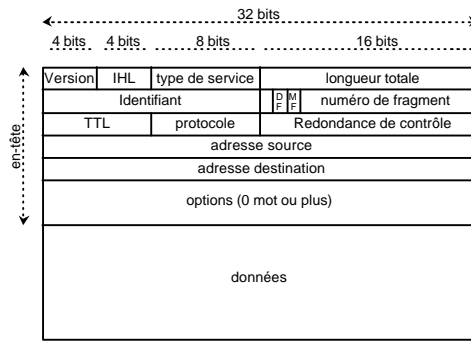 32 bits
4 bits 4 bits 8 bits 16 bits
Version IHL type de service longueur totale
Identifiant DF MF numéro de fragment
TTL protocole Redondance de contrôle
adresse source
adresse destination
options (0 mot ou plus)
données
en-tête